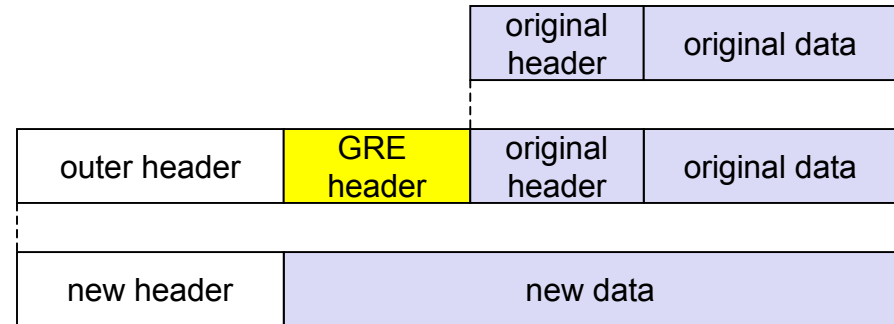 original
header
original data
outer header
GRE
header
original
header
original data
new header
new data